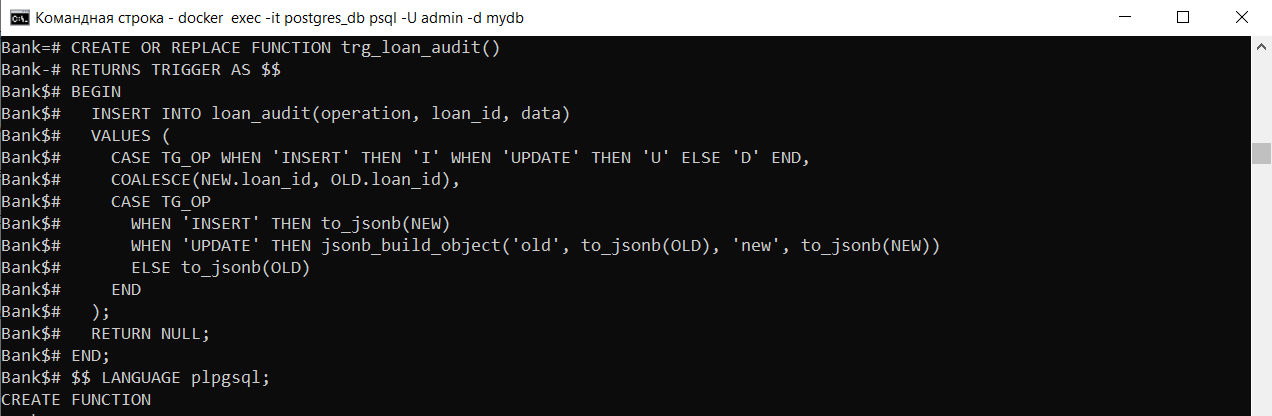 Командная строка - docker  exec -it postgres_db psql -U admin -d mydb
Bank=# CREATE OR REPLACE FUNCTION trg_loan_audit()
Bank-# RETURNS TRIGGER AS $$
Bank$# BEGIN
Bank$#   INSERT INTO loan_audit(operation, loan_id, data)
Bank$#   VALUES (
Bank$#     CASE TG_OP WHEN 'INSERT' THEN 'I' WHEN 'UPDATE' THEN 'U' ELSE 'D' END,
Bank$#     COALESCE(NEW.loan_id, OLD.loan_id),
Bank$#     CASE TG_OP
Bank$#       WHEN 'INSERT' THEN to_jsonb(NEW)
Bank$#       WHEN 'UPDATE' THEN jsonb_build_object('old', to_jsonb(OLD), 'new', to_jsonb(NEW))
Bank$#       ELSE to_jsonb(OLD)
Bank$#     END
Bank$#   );
Bank$#   RETURN NULL;
Bank$# END;
Bank$# $$ LANGUAGE plpgsql;
CREATE FUNCTION